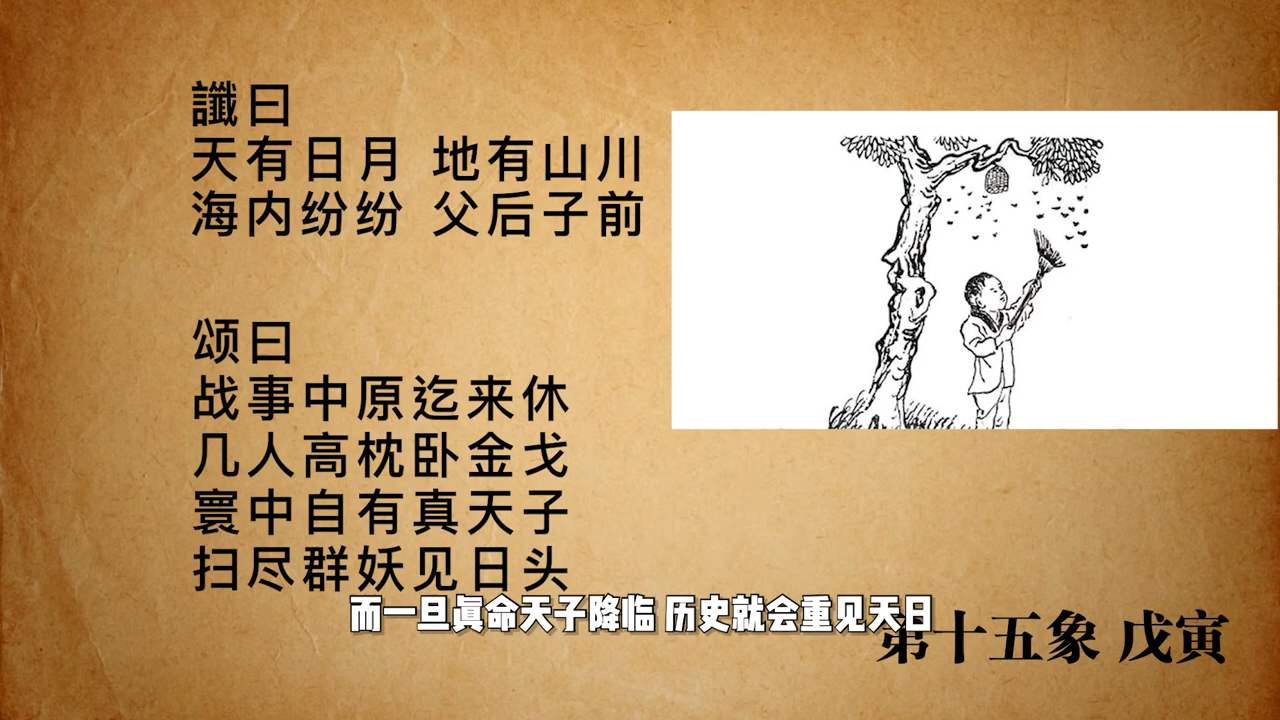 讖曰
天有日月 地有山川
海内纷纷 父后子前
颂曰
战事中原迄来休
几人高枕卧金戈
寰中自有真天子
扫尽群妖见日头
而一旦眞命天子降临 历史就会重见天日
第十五象 戊寅